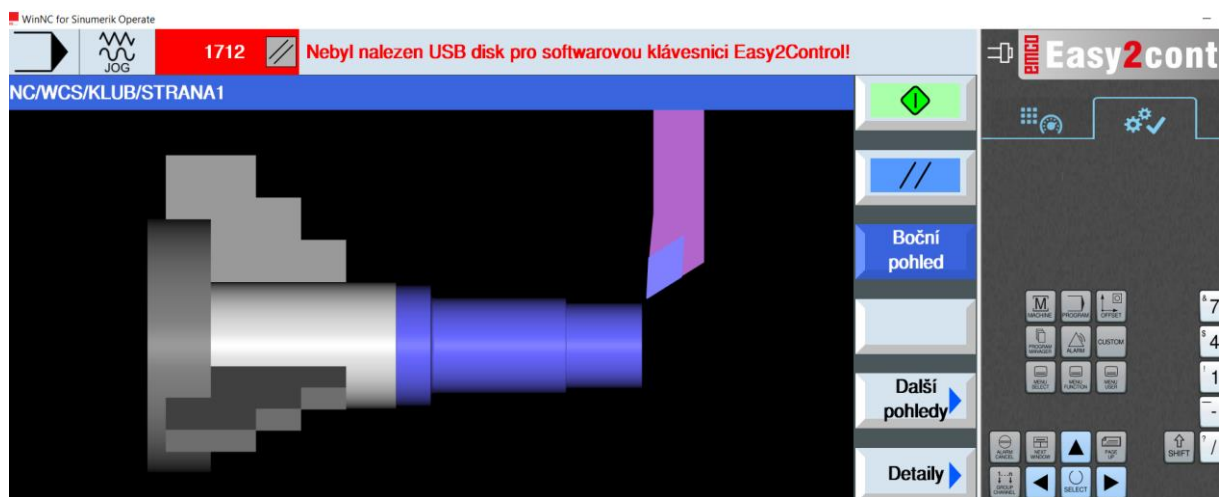 WinNC for Sinumerik Operate
JOG
1712
Nebyl nalezen USB disk pro softwarovou klávesnici Easy2Control!
emco
Easy2cont
NC/WCS/KLUB/STRANA1
Boční
pohled
Další
pohledy
Detaily
M
MACHINE
PROGRAM
OFFSET
& 7
PROGRAM
MANAGER
ALARM
CUSTOM
$ 4
MENU
SELECT
MENU
FUNCTION
MENU
USER
! 1
_ -
ALARM
CANCEL
NEXT
WINDOW
PAGE
UP
SHIFT
? /
1...n
GROUP
CHANNEL
SELECT